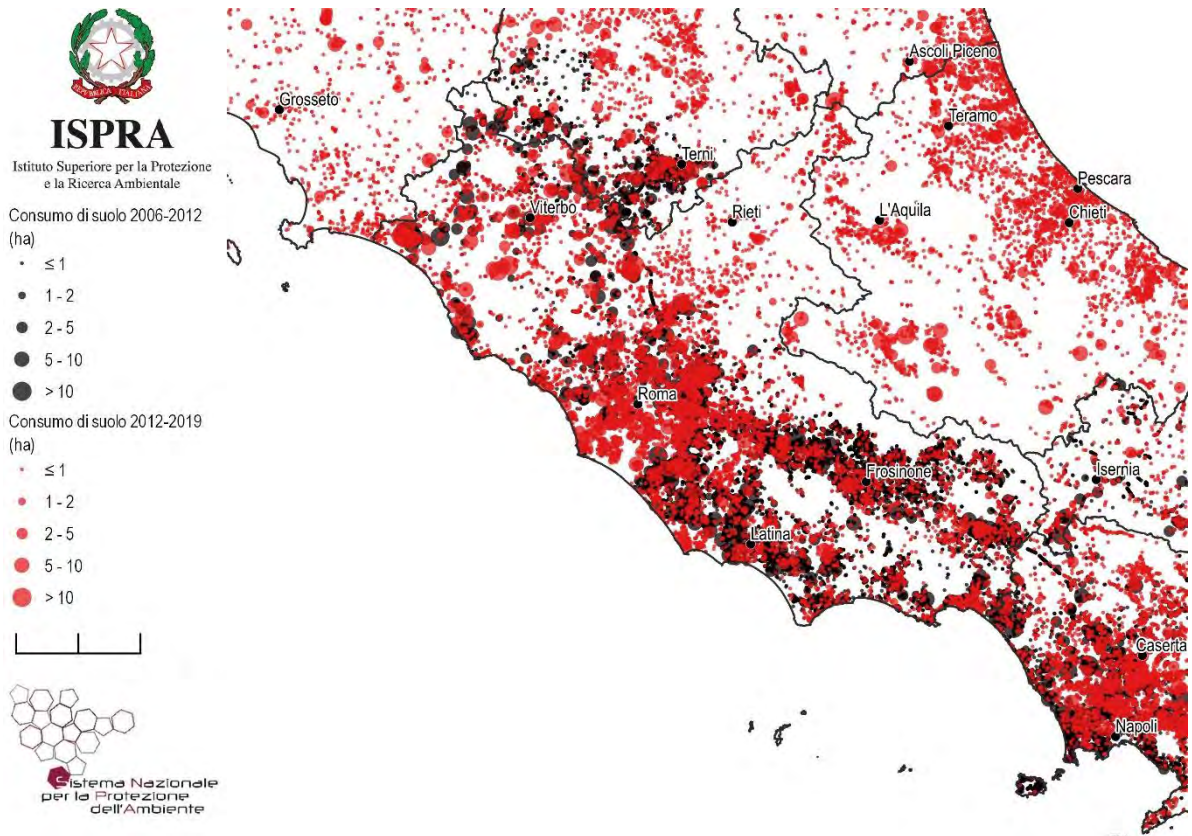 REPVBBLICA ITALIANA
ISPRA
Istituto Superiore per la Protezione
e la Ricerca Ambientale
Consumo di suolo 2006-2012
(ha)
≤ 1
1 - 2
2 - 5
5 - 10
> 10
Consumo di suolo 2012-2019
(ha)
≤ 1
1 - 2
2 - 5
5 - 10
> 10
Sistema Nazionale
per la Protezione
dell'Ambiente
Ascoli Piceno
Grosseto
Teramo
Terni
Pescara
Viterbo
Rieti
L'Aquila
Chieti
Roma
Frosinone
Isernia
Latina
Caserta
Napoli